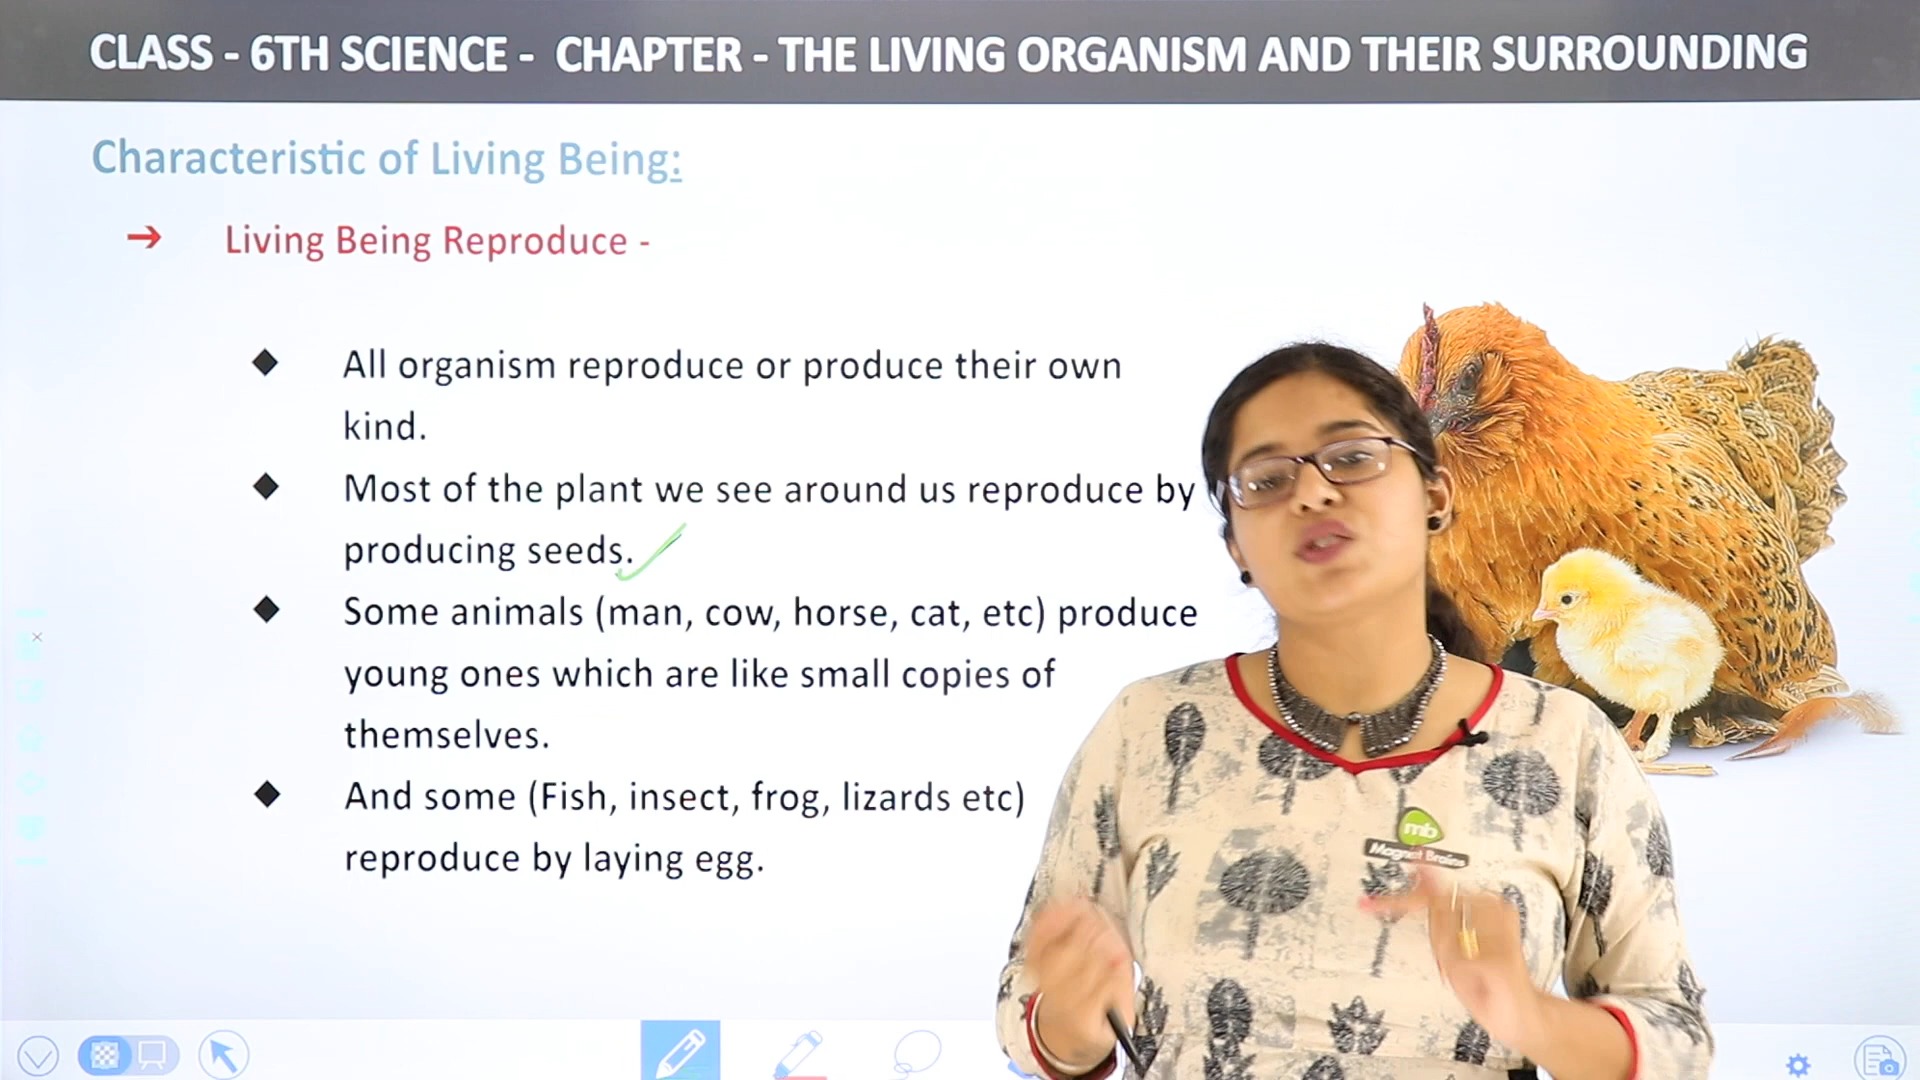 CLASS - 6TH SCIENCE - CHAPTER - THE LIVING ORGANISM AND THEIR SURROUNDING
Characteristic of Living Being:
➔ Living Being Reproduce -
◆ All organism reproduce or produce their own
kind.
◆ Most of the plant we see around us reproduce by
producing seeds.
◆ Some animals (man, cow, horse, cat, etc) produce
young ones which are like small copies of
themselves.
◆ And some (Fish, insect, frog, lizards etc)
reproduce by laying egg.
mb
Magnet Brains